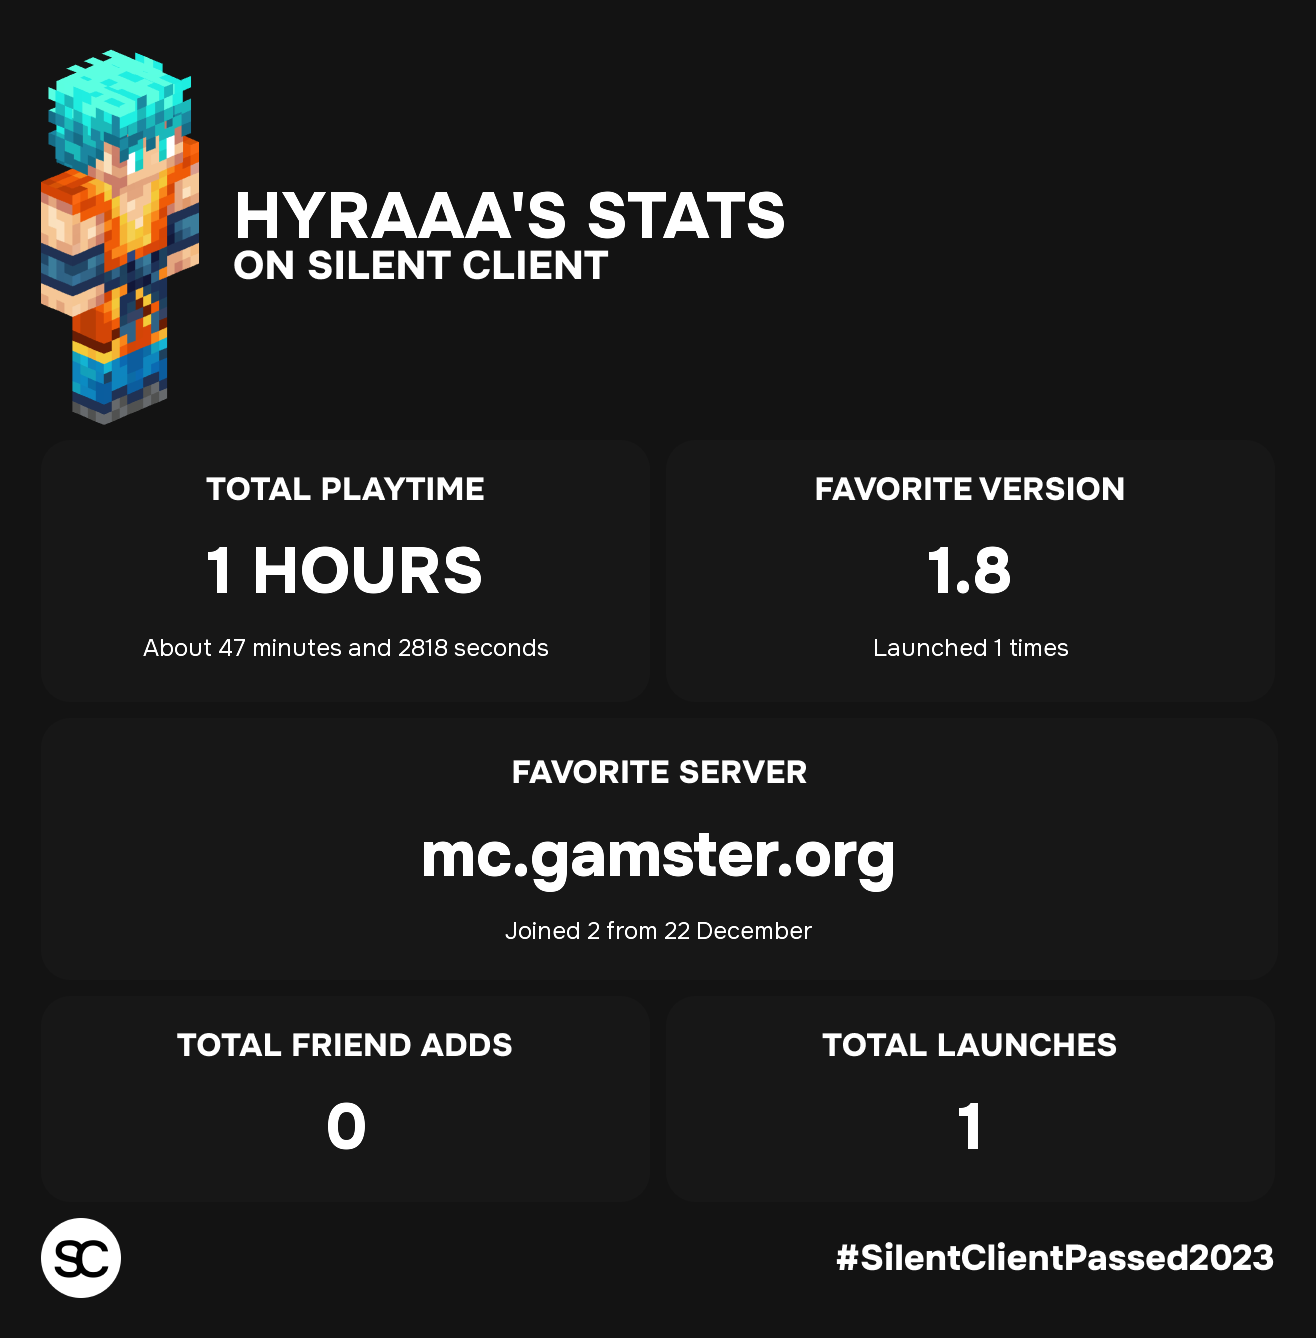 HYRAAA'S STATS
ON SILENT CLIENT
TOTAL PLAYTIME
1 HOURS
About 47 minutes and 2818 seconds
FAVORITE VERSION
1.8
Launched 1 times
FAVORITE SERVER
mc.gamster.org
Joined 2 from 22 December
TOTAL FRIEND ADDS
0
TOTAL LAUNCHES
1
SC
#SilentClientPassed2023